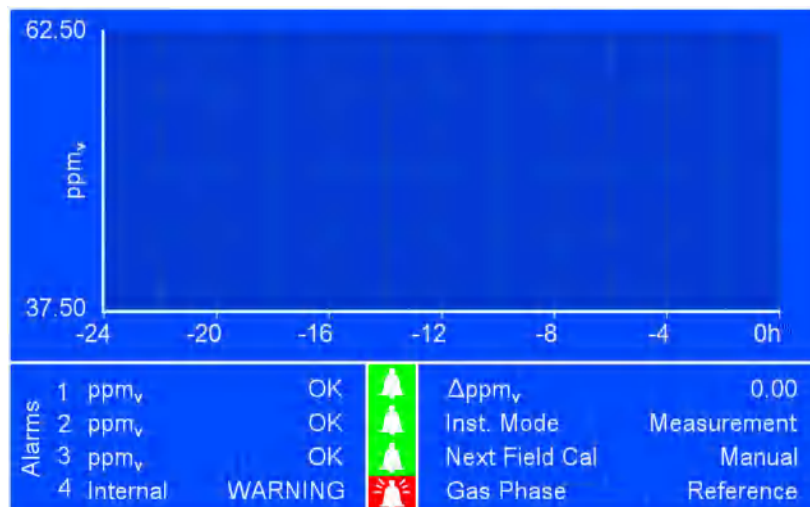 62.50
ppmᵥ
37.50
-24 -20 -16 -12 -8 -4 0h
Alarms
1 ppmᵥ OK
2 ppmᵥ OK
3 ppmᵥ OK
4 Internal WARNING
Δppmᵥ 0.00
Inst. Mode Measurement
Next Field Cal Manual
Gas Phase Reference